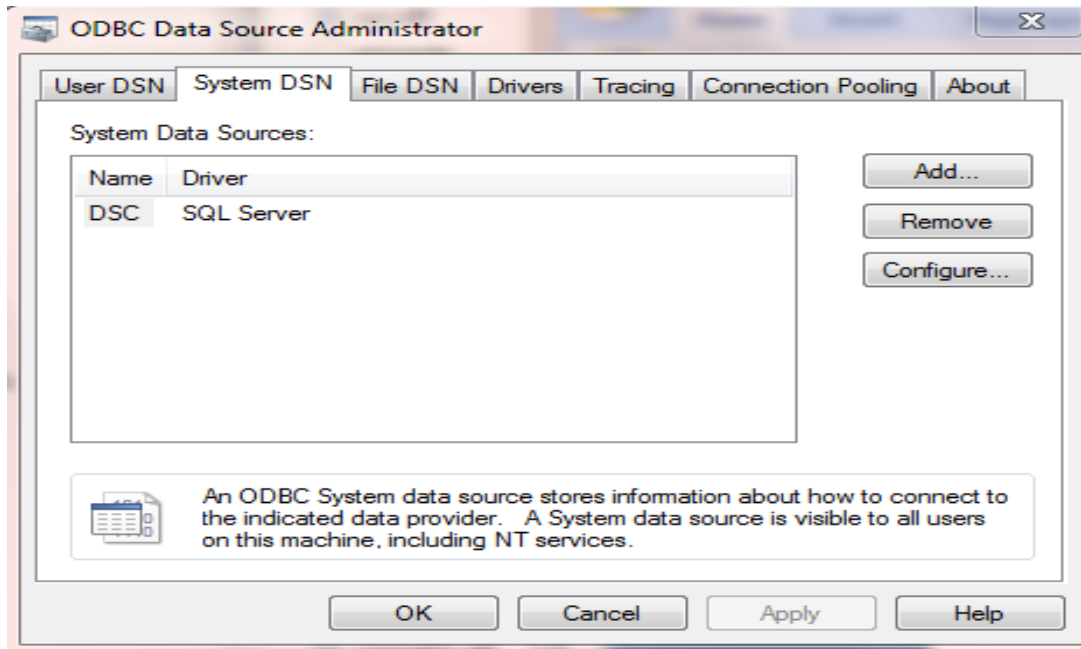 ODBC Data Source Administrator
User DSN System DSN File DSN Drivers Tracing Connection Pooling About
System Data Sources:
Name Driver
DSC SQL Server
Add...
Remove
Configure...
An ODBC System data source stores information about how to connect to
the indicated data provider. A System data source is visible to all users
on this machine, including NT services.
OK Cancel Apply Help